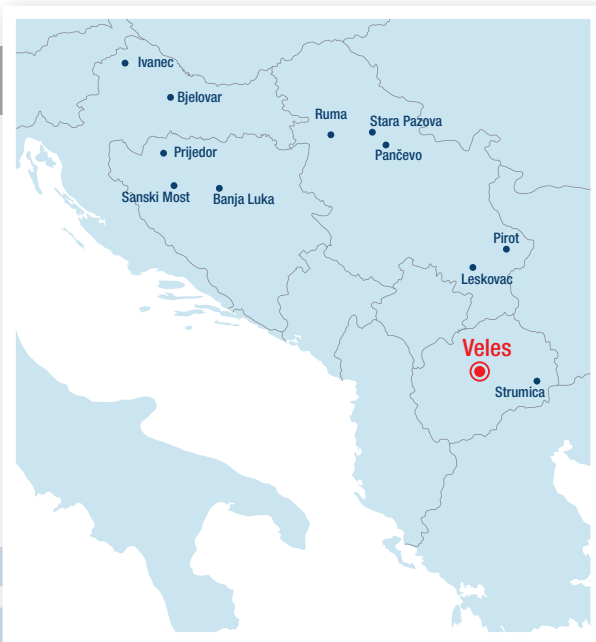 Ivanec
Bjelovar
Ruma
Stara Pazova
Pančevo
Prijedor
Sanski Most
Banja Luka
Pirot
Leskovac
Veles
Strumica